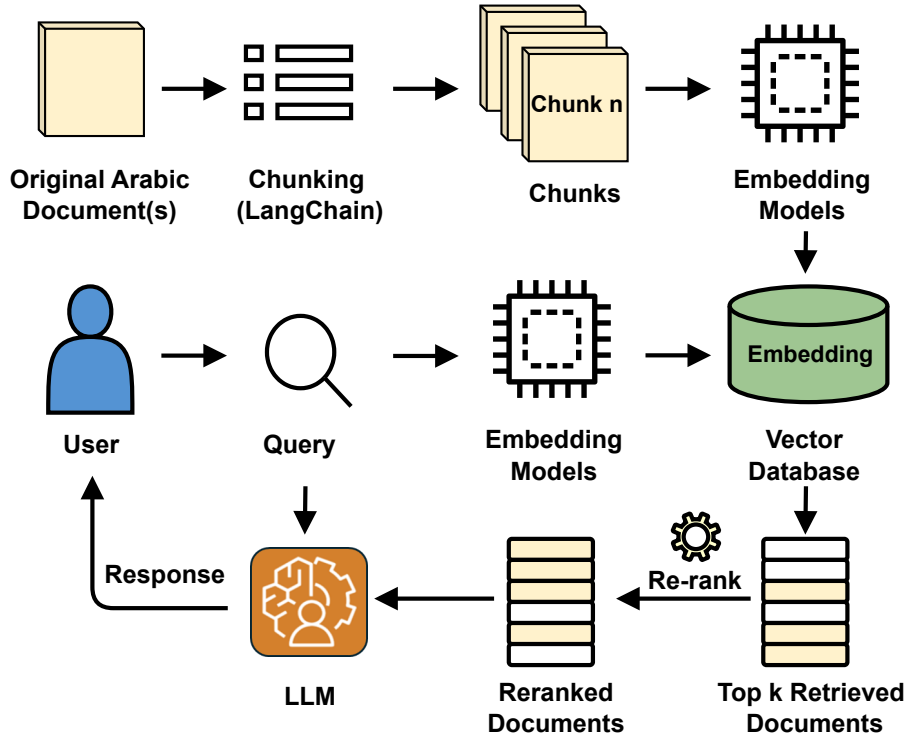 Chunk n
Original Arabic
Document(s)
Chunking
(LangChain)
Chunks
Embedding
Models
Embedding
User
Query
Embedding
Models
Vector
Database
Response
Re-rank
LLM
Reranked
Documents
Top k Retrieved
Documents